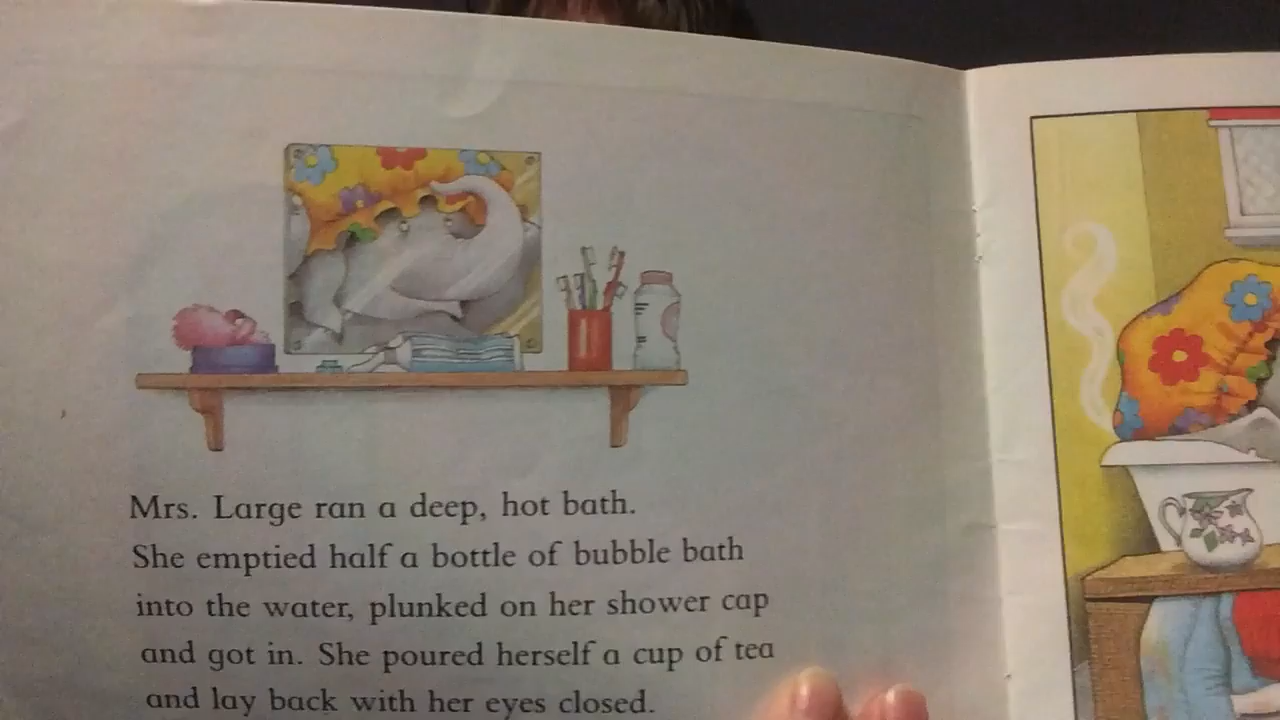 Mrs. Large ran a deep, hot bath.
She emptied half a bottle of bubble bath
into the water, plunked on her shower cap
and got in. She poured herself a cup of tea
and lay back with her eyes closed.